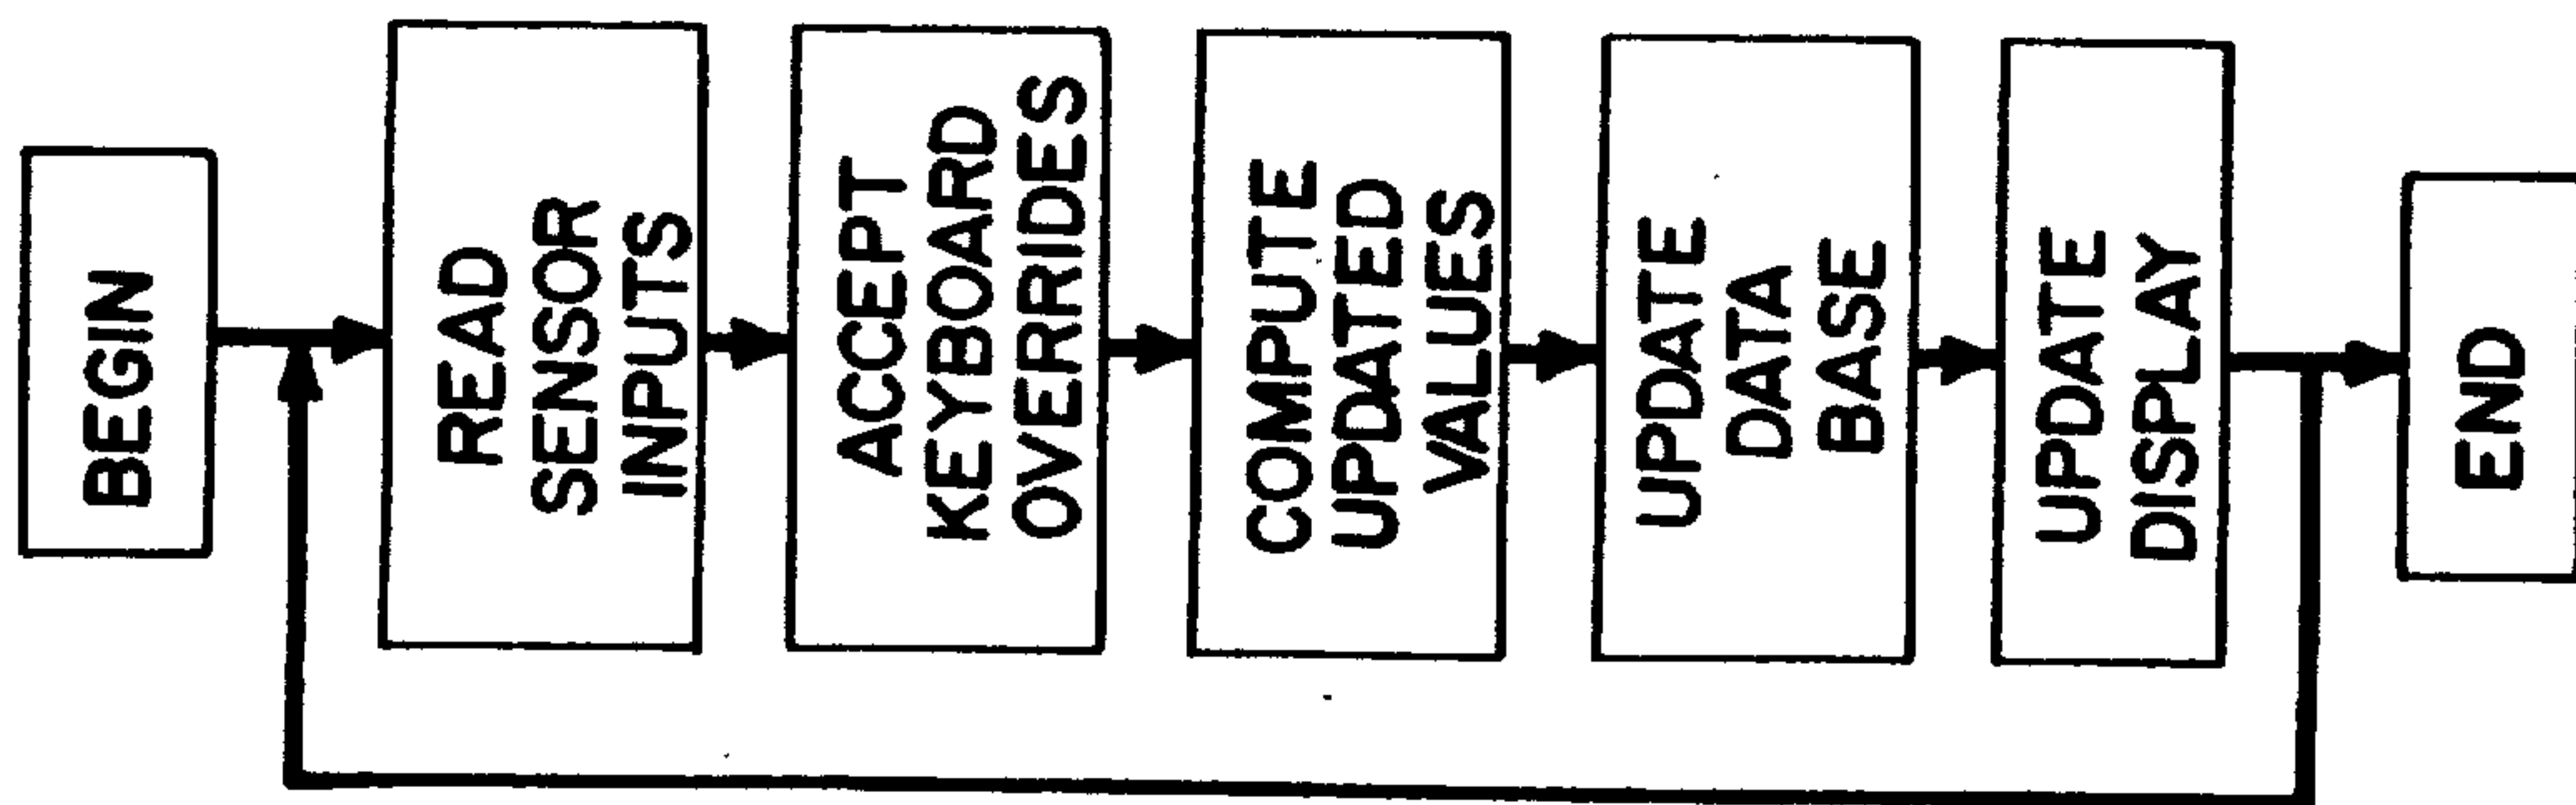 BEGIN
READ
SENSOR
INPUTS
ACCEPT
KEYBOARD
OVERRIDES
COMPUTE
UPDATED
VALUES
UPDATE
DATA
BASE
UPDATE
DISPLAY
END